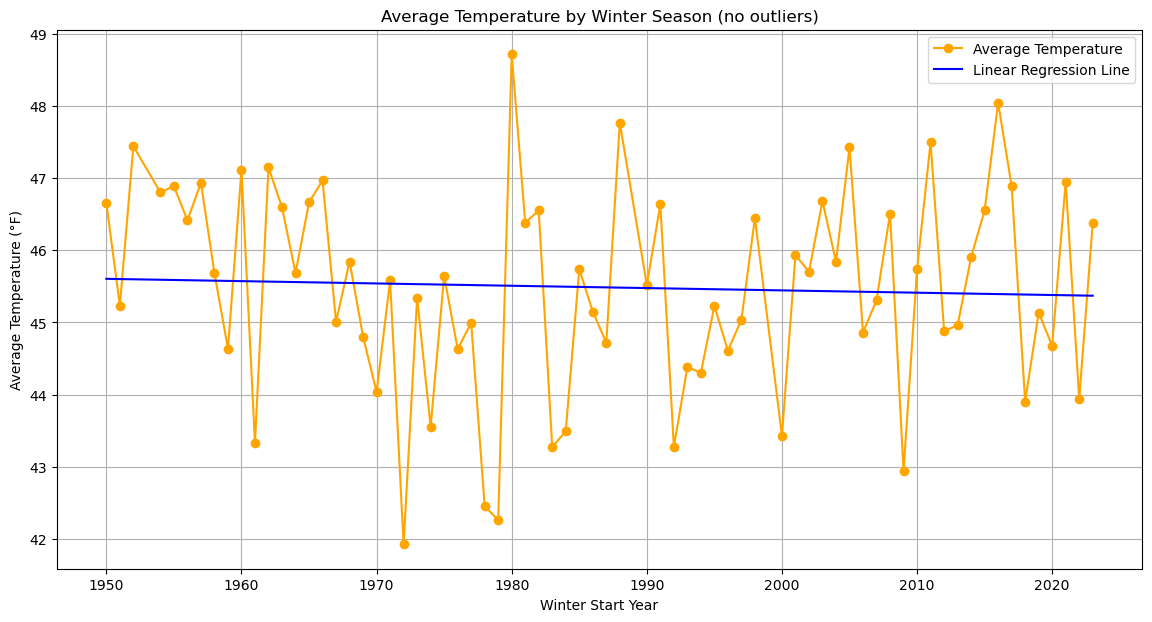 Average Temperature by Winter Season (no outliers)
Average Temperature
Linear Regression Line
Average Temperature (°F)
49
48
47
46
45
44
43
42
1950 1960 1970 1980 1990 2000 2010 2020
Winter Start Year